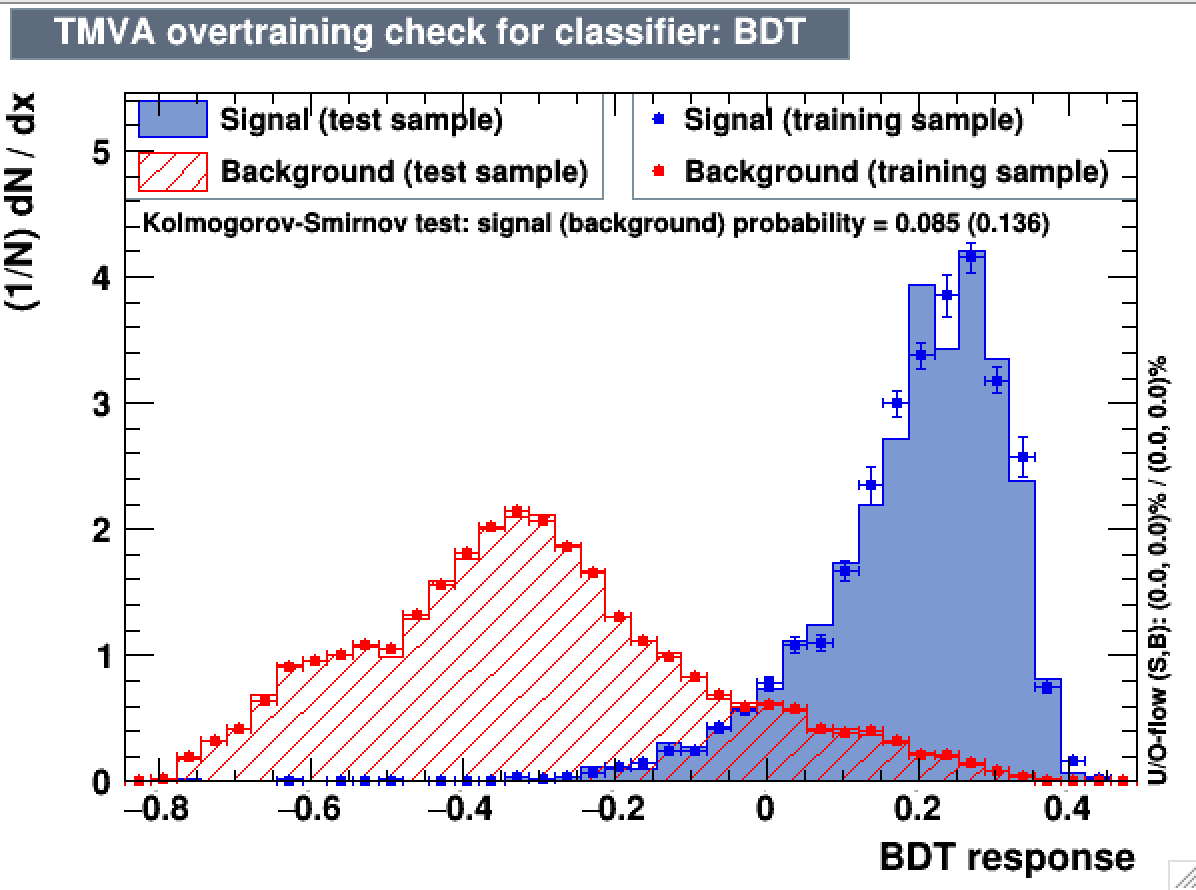 TMVA overtraining check for classifier: BDT
(1/N) dN / dx
Signal (test sample)
Background (test sample)
Signal (training sample)
Background (training sample)
Kolmogorov-Smirnov test: signal (background) probability = 0.085 (0.136)
5
4
3
2
1
0
−0.8 −0.6 −0.4 −0.2 0 0.2 0.4
BDT response
U/O-flow (S,B): (0.0, 0.0)% / (0.0, 0.0)%